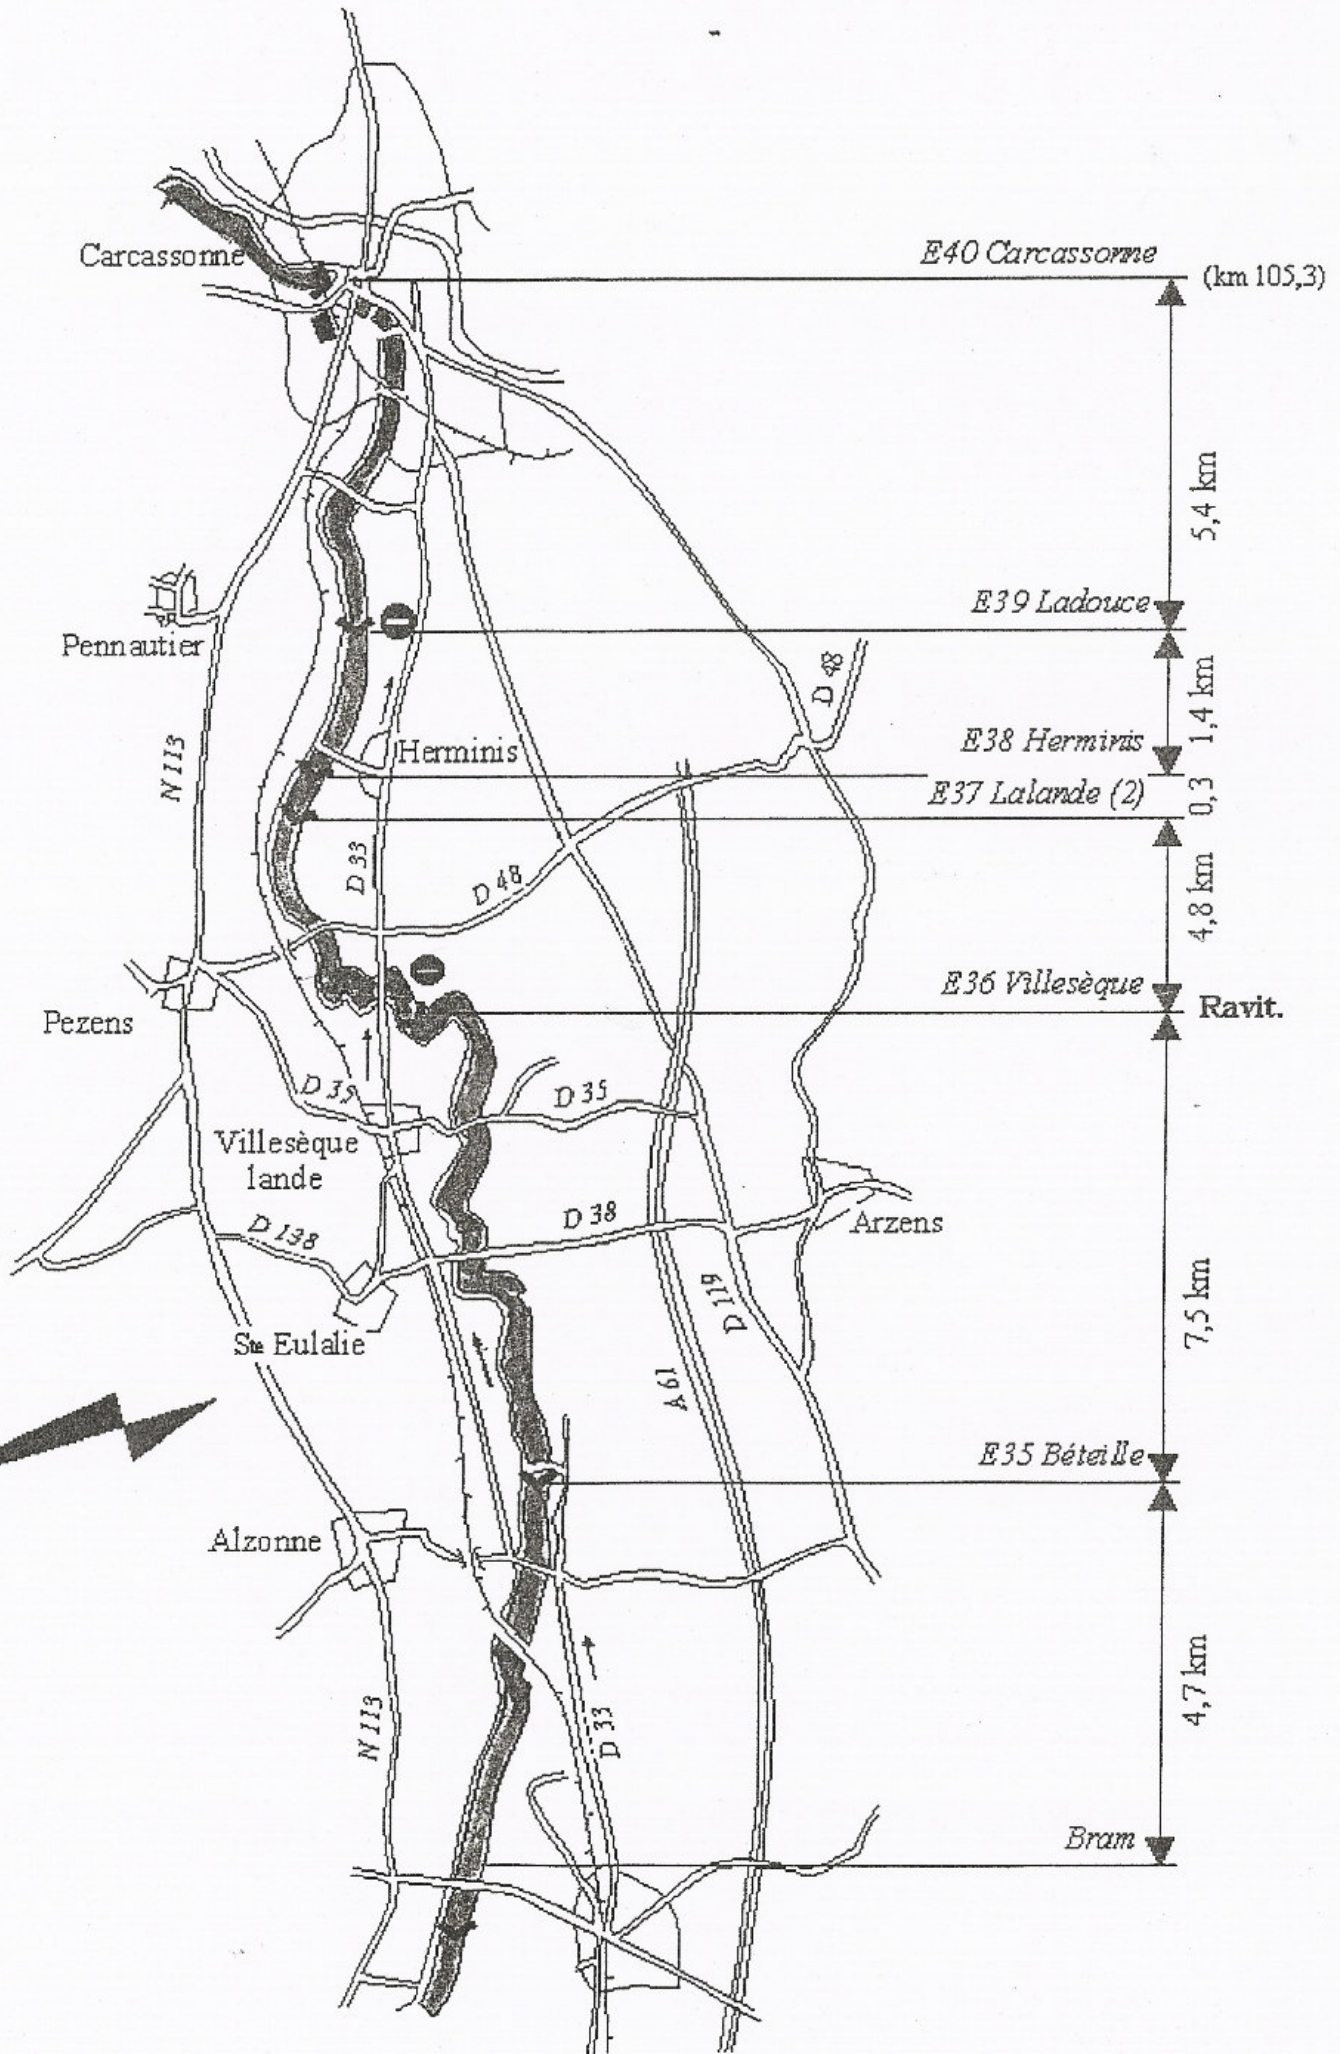 E40 Carcassonne
Carcassonne
(km 105,3)
5,4 km
E39 Ladouce
Pennautier
D 48
1,4 km
N 113
Herminis
E38 Herminis
E37 Lalande (2)
0,3
D 33
D 48
4,8 km
E36 Villesèque
Ravit.
Pezens
D 35
D 35
Villesèque
lande
D 38
Arzens
D 138
D 119
7,5 km
Ste Eulalie
A 61
E35 Béteille
Alzonne
4,7 km
N 113
D 33
Bram